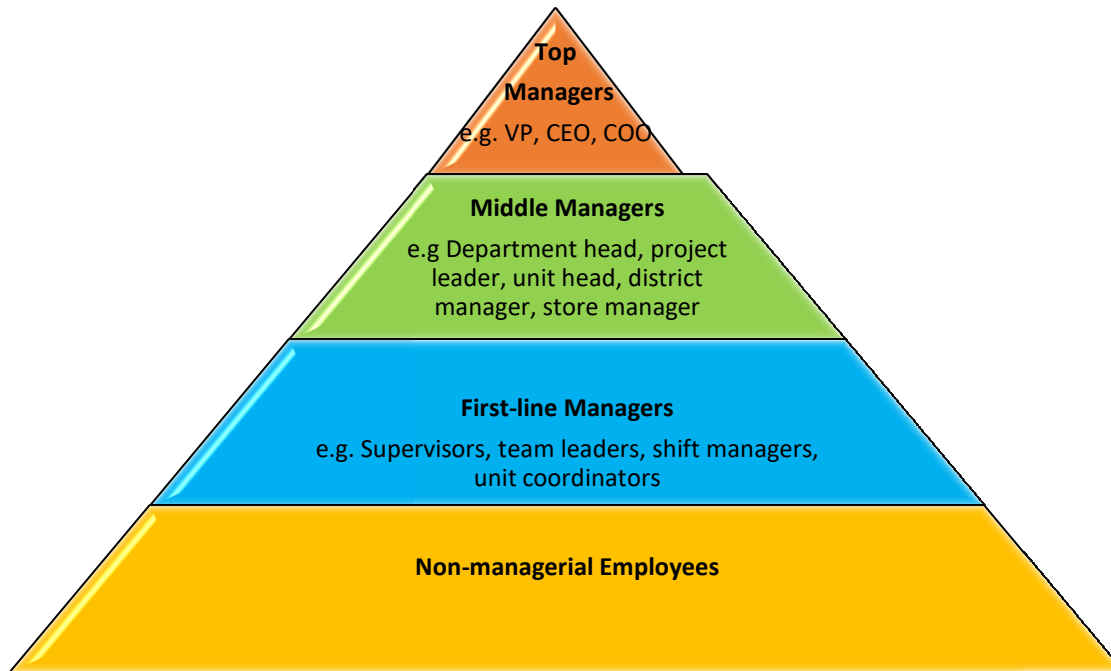 Top
Managers
e.g. VP, CEO, COO
Middle Managers
e.g Department head, project
leader, unit head, district
manager, store manager
First-line Managers
e.g. Supervisors, team leaders, shift managers,
unit coordinators
Non-managerial Employees